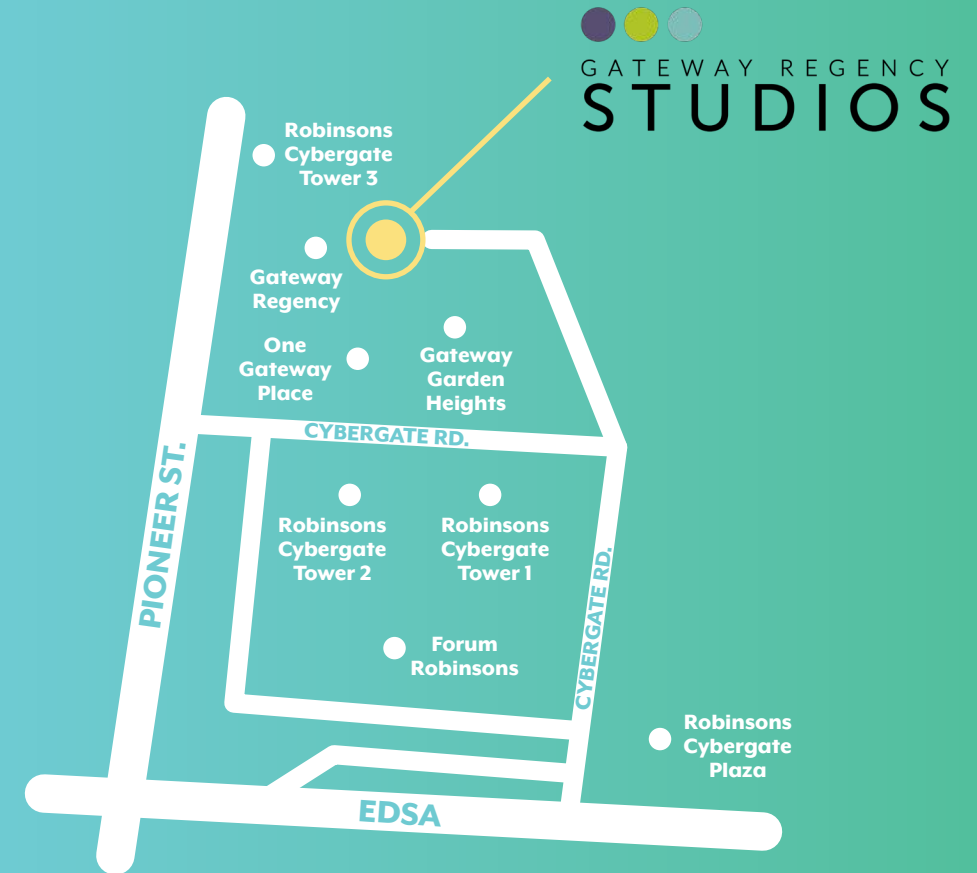 GATEWAY REGENCY
STUDIOS
Robinsons
Cybergate
Tower 3
Gateway
Regency
One
Gateway
Place
Gateway
Garden
Heights
CYBERGATE RD.
PIONEER ST.
Robinsons
Cybergate
Tower 2
Robinsons
Cybergate
Tower 1
CYBERGATE RD.
Forum
Robinsons
Robinsons
Cybergate
Plaza
EDSA